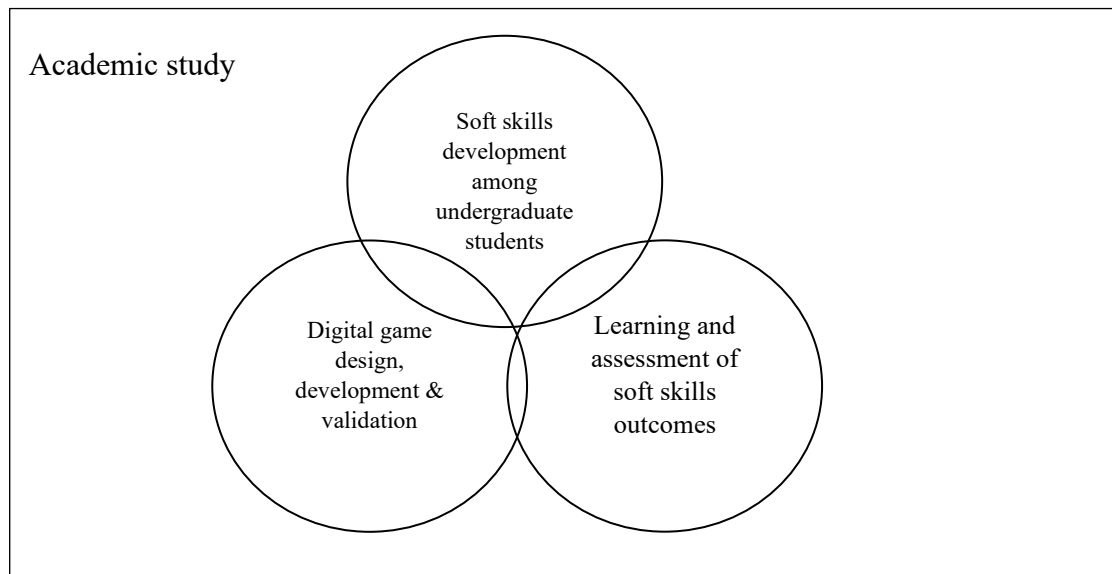 Academic study
Soft skills
development
among
undergraduate
students
Digital game
design,
development &
validation
Learning and
assessment of
soft skills
outcomes